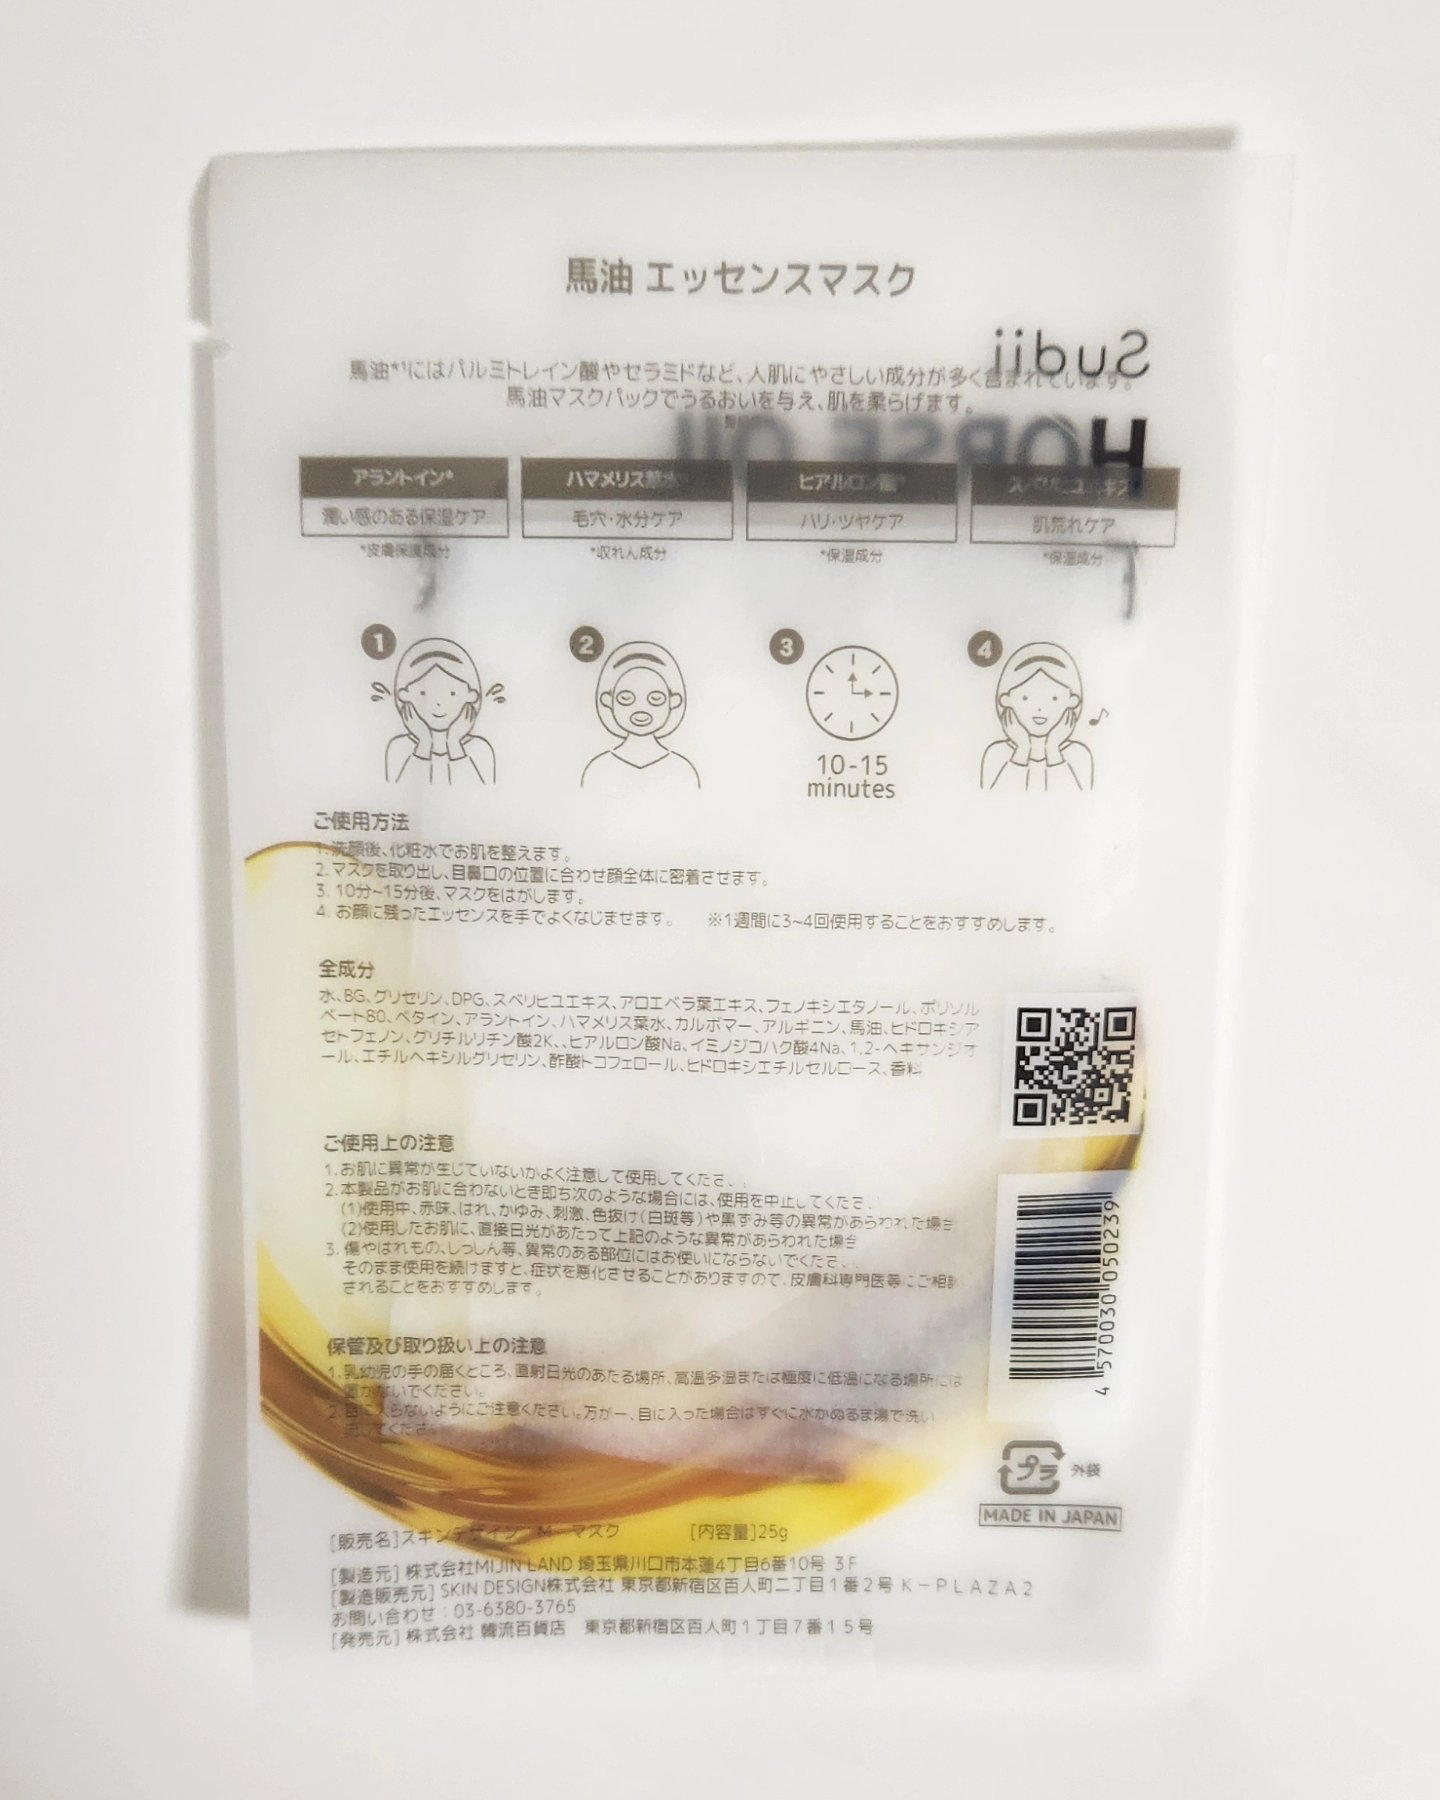 馬油 エッセンスマスク
Sudii
馬油*¹にはパルミトレイン酸やセラミドなど、人肌にやさしい成分が多く含まれています。
馬油マスクパックでうるおいを与え、肌を柔らげます。
HORSE OIL
アラントイン* ハマメリス葉水* ヒアルロン酸*
潤い感のある保湿ケア 毛穴・水分ケア ハリ・ツヤケア 肌荒れケア
*皮膚保護成分 *収れん成分 *保湿成分 *保湿成分
1 2 3 4
10-15
minutes
ご使用方法
1. 洗顔後、化粧水でお肌を整えます。
2. マスクを取り出し、目鼻口の位置に合わせ顔全体に密着させます。
3. 10分~15分後、マスクをはがします。
4. お顔に残ったエッセンスを手でよくなじませます。 ※1週間に3~4回使用することをおすすめします。
全成分
水、BG、グリセリン、DPG、スベリヒユエキス、アロエベラ葉エキス、フェノキシエタノール、ポリソル
ベート80、ベタイン、アラントイン、ハマメリス葉水、カルボマー、アルギニン、馬油、ヒドロキシア
セトフェノン、グリチルリチン酸2K、、ヒアルロン酸Na、イミノジコハク酸4Na、1,2-ヘキサンジオ
ール、エチルヘキシルグリセリン、酢酸トコフェロール、ヒドロキシエチルセルロース、香料
ご使用上の注意
1. お肌に異常が生じていないかよく注意して使用してくださ
2. 本製品がお肌に合わないとき即ち次のような場合には、使用を中止してくださ
(1)使用中、赤味、はれ、かゆみ、刺激、色抜け(白斑等)や黒ずみ等の異常があらわれた場合
(2)使用したお肌に、直接日光があたって上記のような異常があらわれた場合
3. 傷やはれもの、しっしん等、異常のある部位にはお使いにならないでくださ
そのまま使用を続けますと、症状を悪化させることがありますので、皮膚科専門医等にご相談
されることをおすすめします。
保管及び取り扱い上の注意
1. 乳幼児の手の届くところ、直射日光のあたる場所、高温多湿または極度に低温になる場所には
置かないでください。
2. 目に入らないようにご注意ください。万が一、目に入った場合はすぐに水かぬるま湯で洗い
流してくださ
4 570030 050239
プラ 外袋
MADE IN JAPAN
[販売名]スキンデザイン M マスク [内容量]25g
[製造元] 株式会社MIJIN LAND 埼玉県川口市本蓮4丁目6番10号 3F
[製造販売元] SKIN DESIGN株式会社 東京都新宿区百人町二丁目1番2号 K-PLAZA2
お問い合わせ：03-6380-3765
[発売元] 株式会社 韓流百貨店 東京都新宿区百人町1丁目7番15号